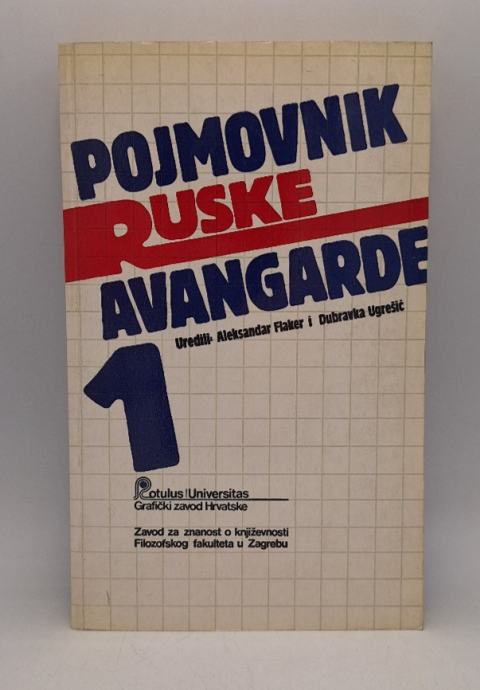 POJMOVNIK
RUSKE
AVANGARDE
Uredili: Aleksandar Flaker i Dubravka Ugrešić
1
Rotulus/Universitas
Grafički zavod Hrvatske
Zavod za znanost o književnosti
Filozofskog fakulteta u Zagrebu